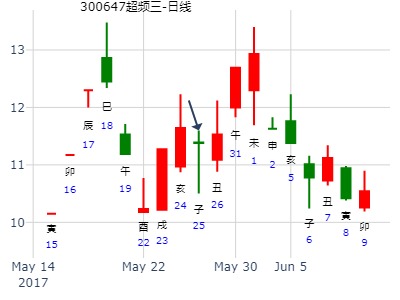 300647超频三-日线
13
12
11
10
寅
15
卯
16
辰
17
巳
18
午
19
酉
22
戌
23
亥
24
子
25
丑
26
午
31
未
1
申
2
亥
5
子
6
丑
7
寅
8
卯
9
May 14
2017
May 22
May 30
Jun 5